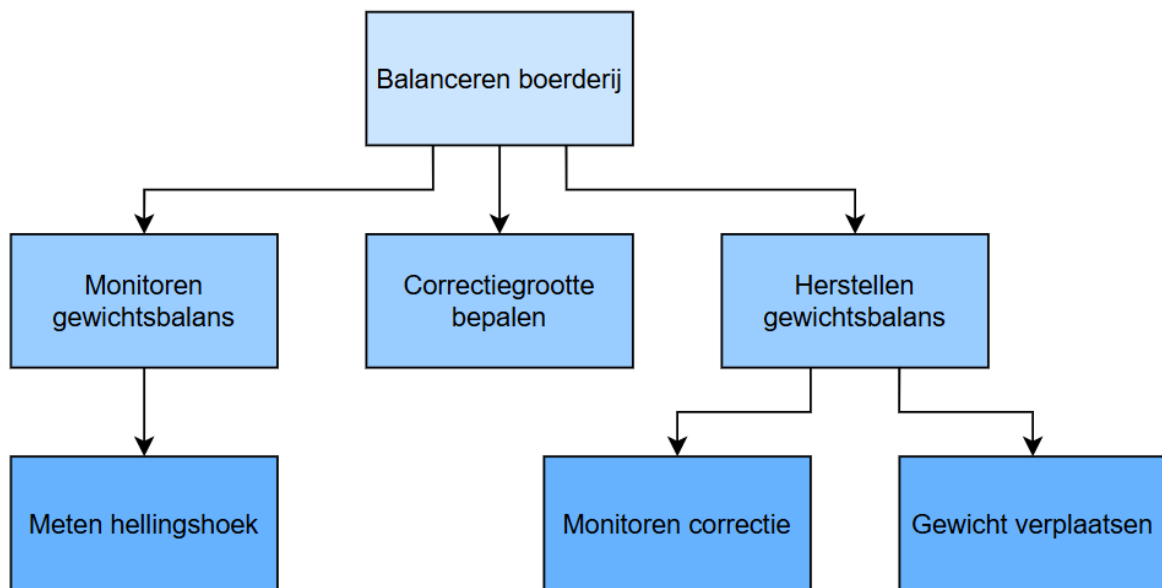 Balanceren boerderij
Monitoren
gewichtsbalans
Correctiegrootte
bepalen
Herstellen
gewichtsbalans
Meten hellingshoek
Monitoren correctie
Gewicht verplaatsen